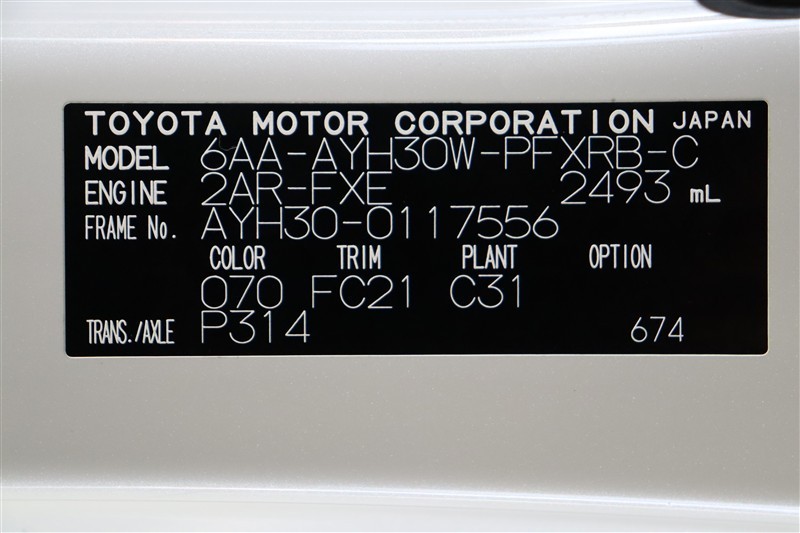 TOYOTA MOTOR CORPORATION JAPAN
MODEL 6AA-AYH30W-PFXRB-C
ENGINE 2AR-FXE 2493 mL
FRAME No. AYH30-0117556
COLOR TRIM PLANT OPTION
070 FC21 C31
TRANS./AXLE P314 674